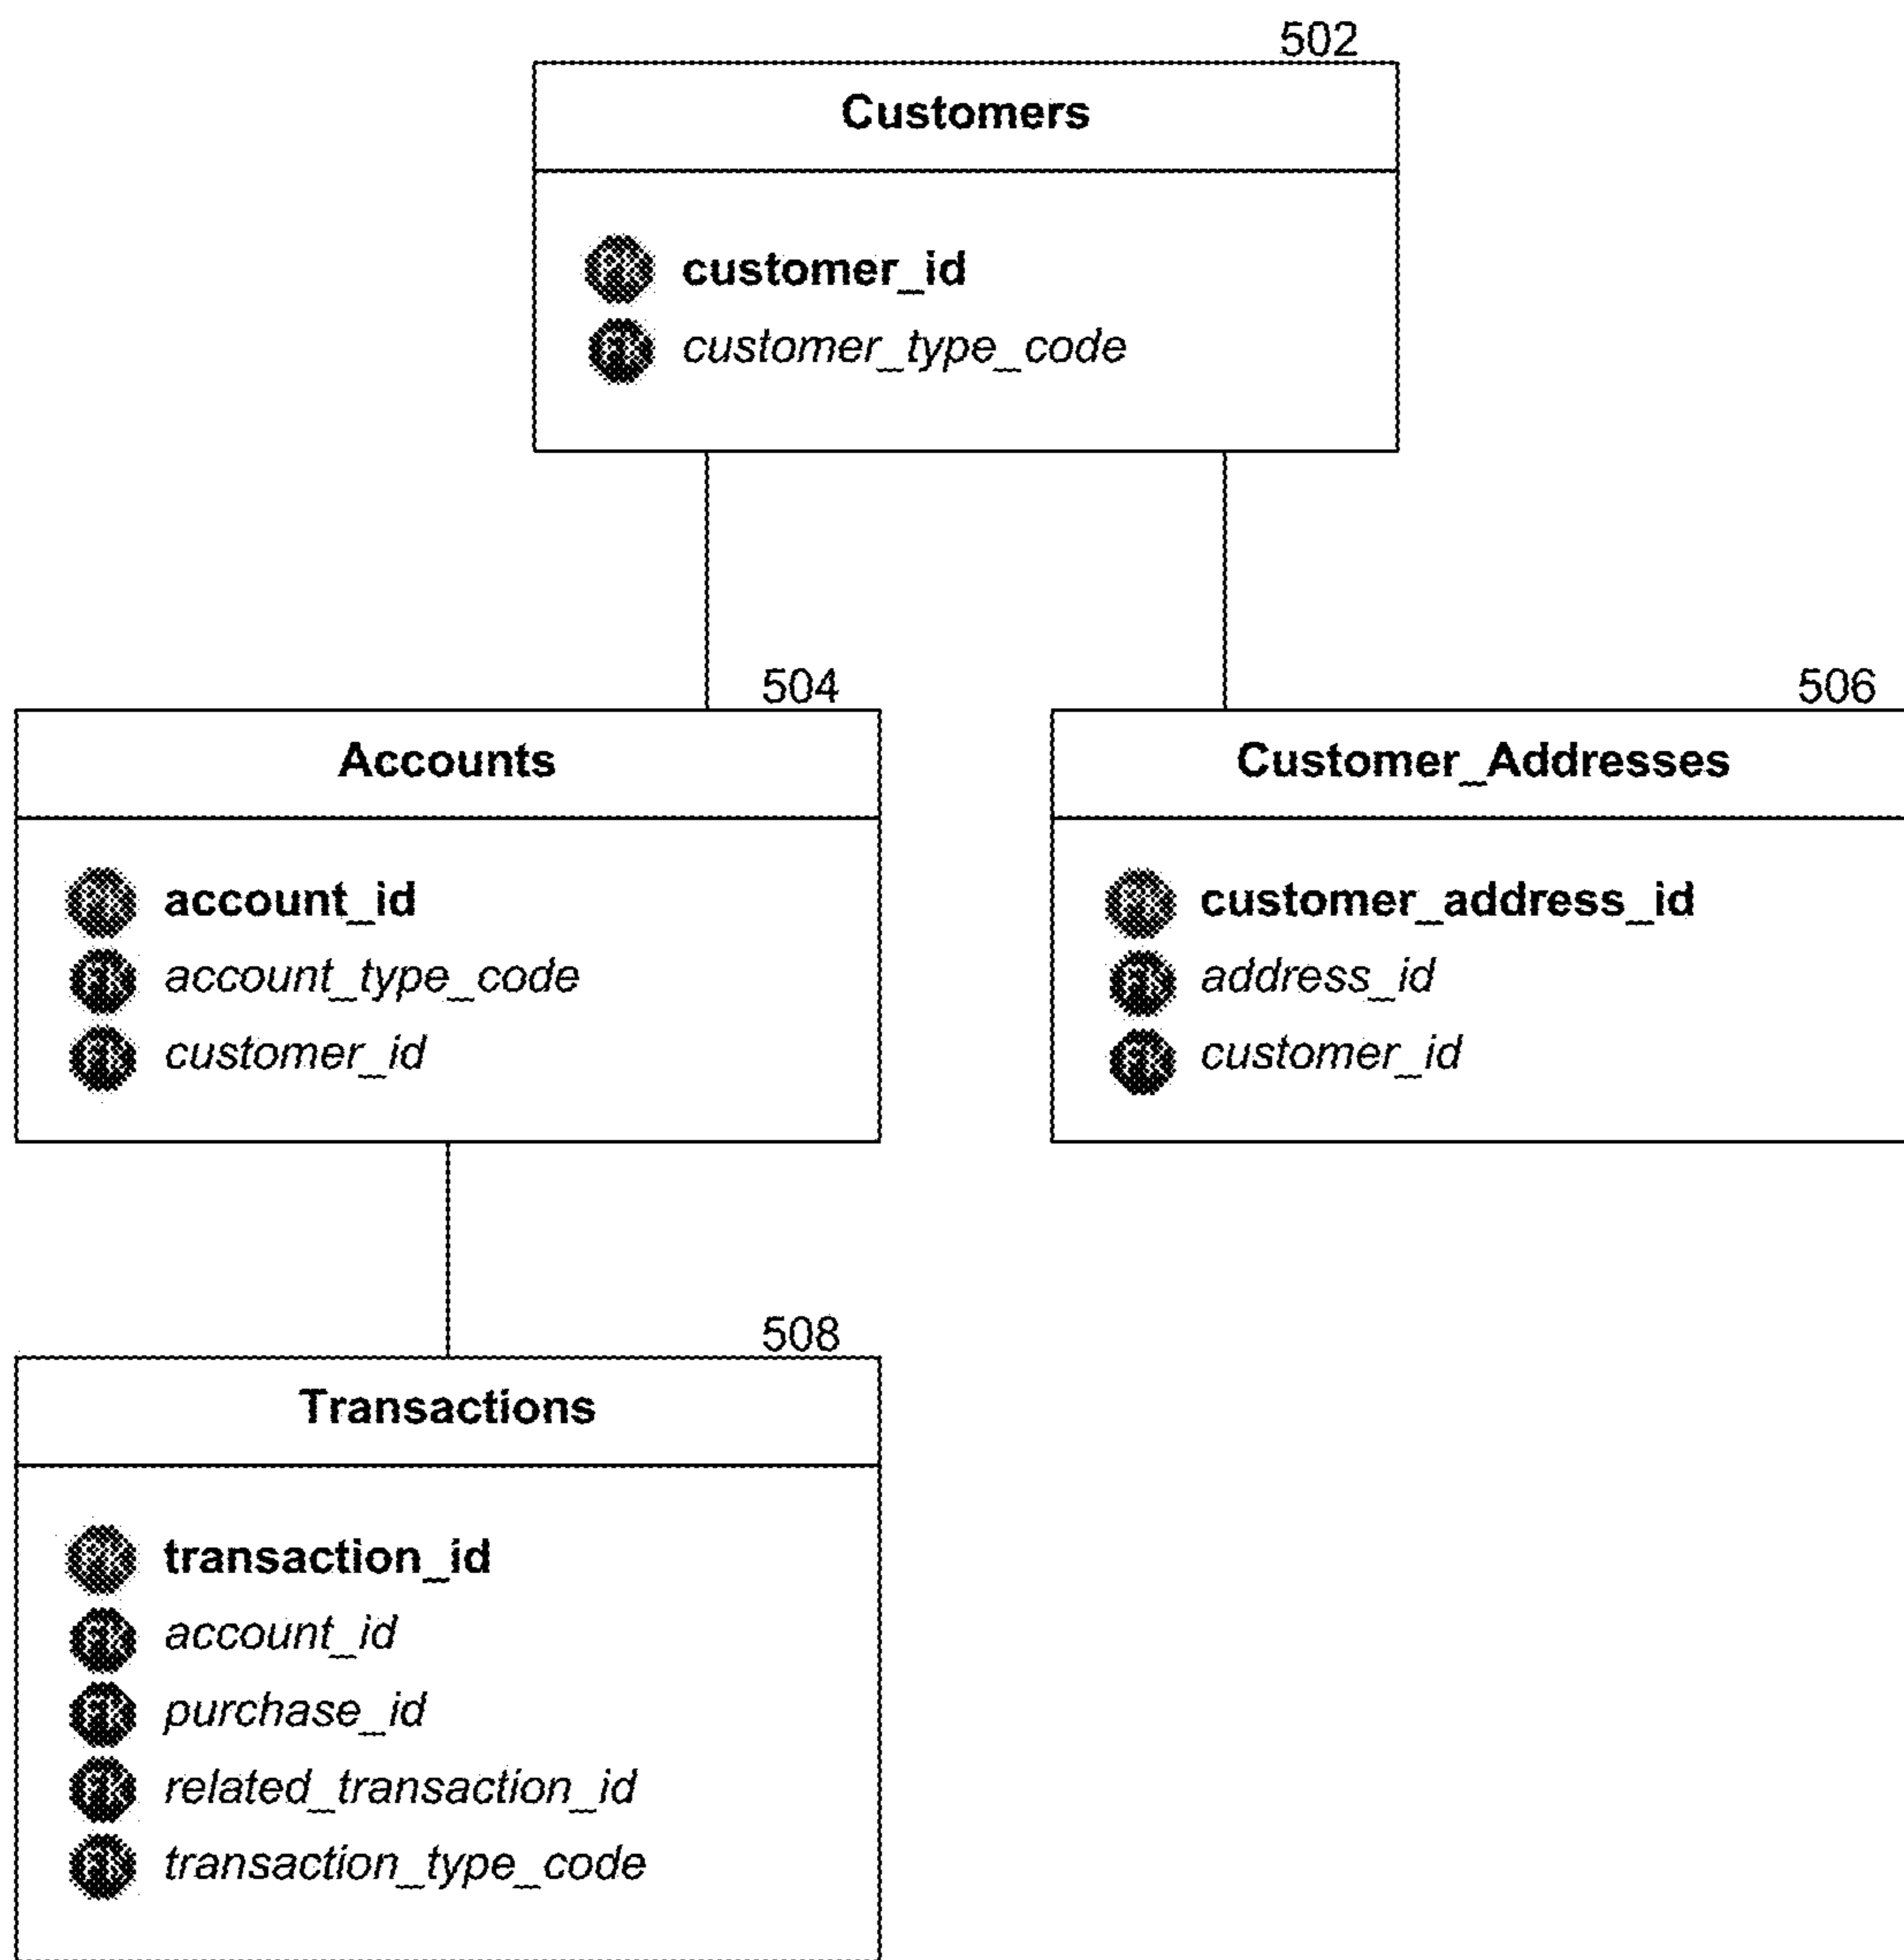 502
Customers
customer_id
customer_type_code
504
Accounts
account_id
account_type_code
customer_id
506
Customer_Addresses
customer_address_id
address_id
customer_id
508
Transactions
transaction_id
account_id
purchase_id
related_transaction_id
transaction_type_code